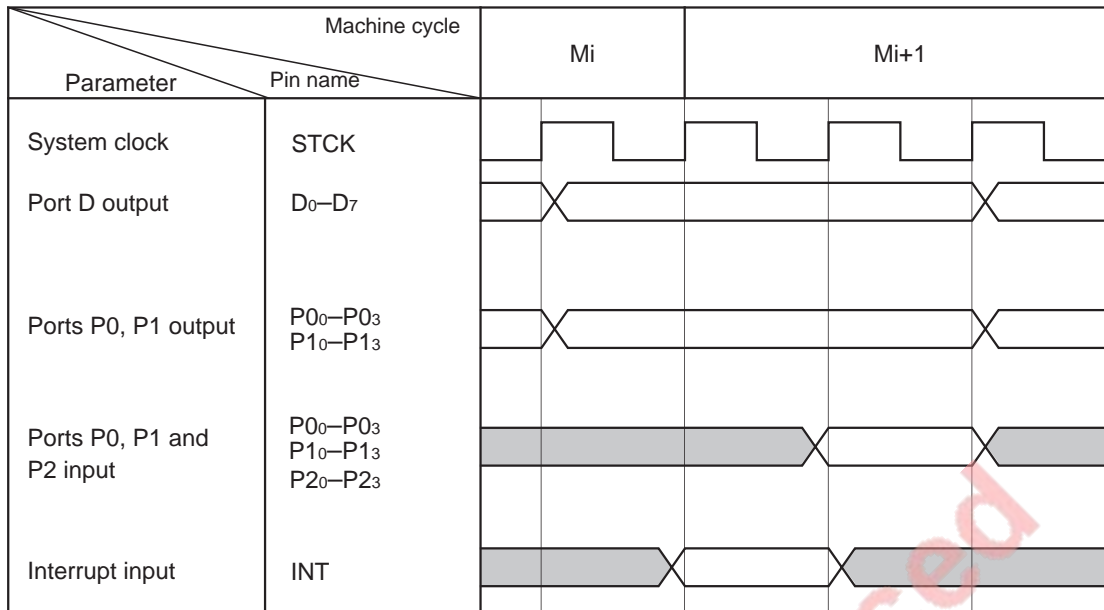 Machine cycle
Parameter
Pin name
Mi
Mi+1
System clock
STCK
Port D output
D0–D7
Ports P0, P1 output
P00–P03
P10–P13
Ports P0, P1 and
P2 input
P00–P03
P10–P13
P20–P23
Interrupt input
INT